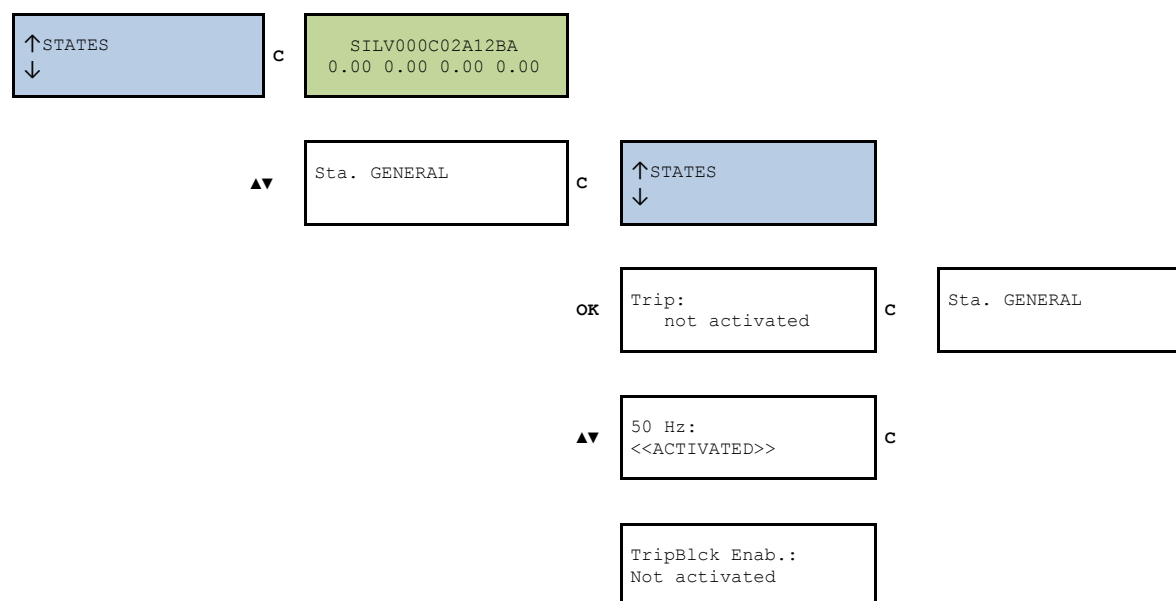 ↑STATES
↓
C
SILV000C02A12BA
0.00 0.00 0.00 0.00
▲▼
Sta. GENERAL
C
↑STATES
↓
OK
Trip:
not activated
C
Sta. GENERAL
▲▼
50 Hz:
<<ACTIVATED>>
C
TripBlck Enab.:
Not activated